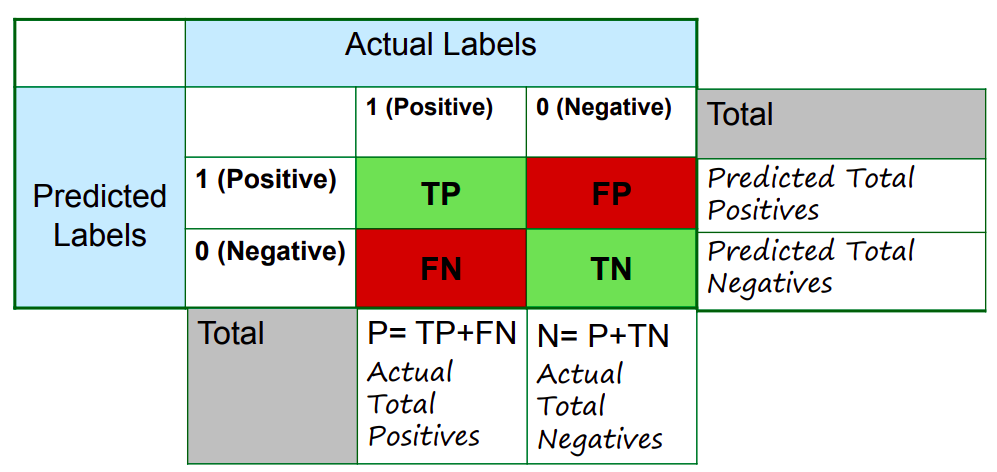 Actual Labels
1 (Positive) 0 (Negative) Total
Predicted
Labels
1 (Positive) TP FP Predicted Total
Positives
0 (Negative) FN TN Predicted Total
Negatives
Total P= TP+FN N= P+TN
Actual Actual
Total Total
Positives Negatives